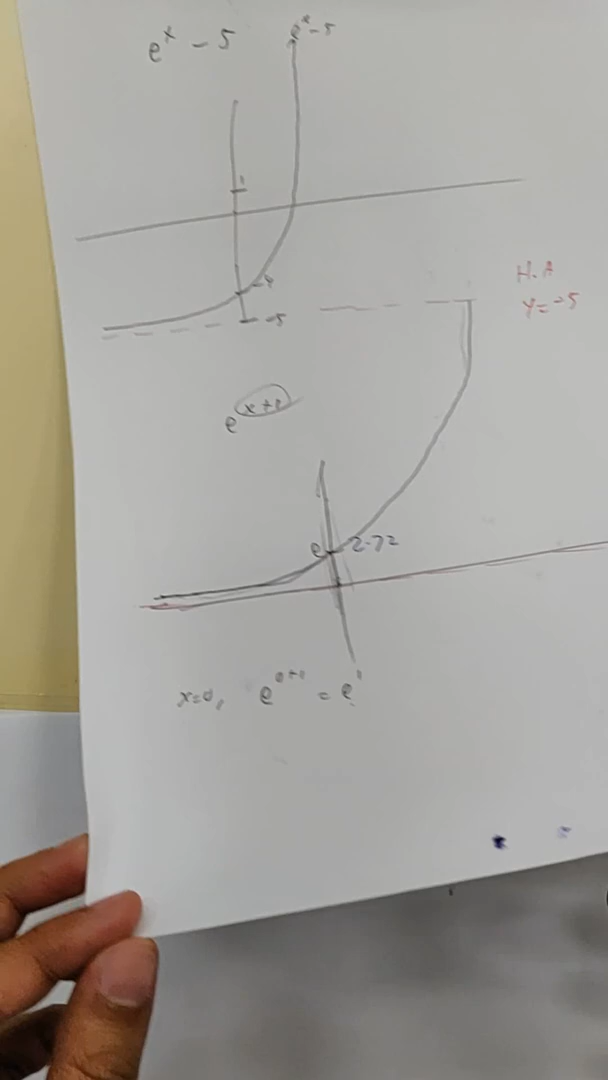 e^x - 5
e^x-5
1
-4
-5
H.A
y=-5
e^x+1
e 2.72
x=0, e^0+1 = e^1